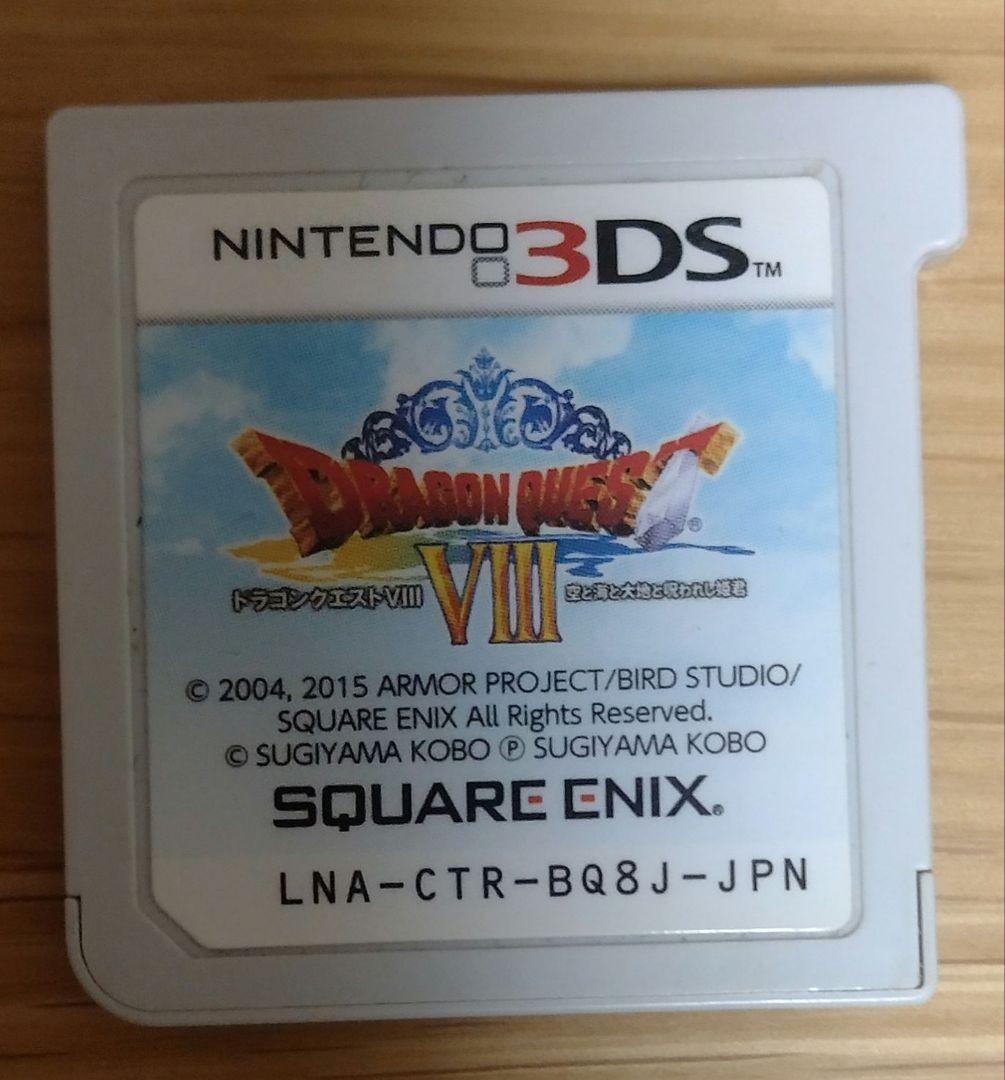 NINTENDO 3DS™
DRAGON QUEST®
VIII
ドラゴンクエストVIII 空と海と大地と呪われし姫君
© 2004, 2015 ARMOR PROJECT/BIRD STUDIO/
SQUARE ENIX All Rights Reserved.
© SUGIYAMA KOBO ℗ SUGIYAMA KOBO
SQUARE ENIX®
LNA-CTR-BQ8J-JPN